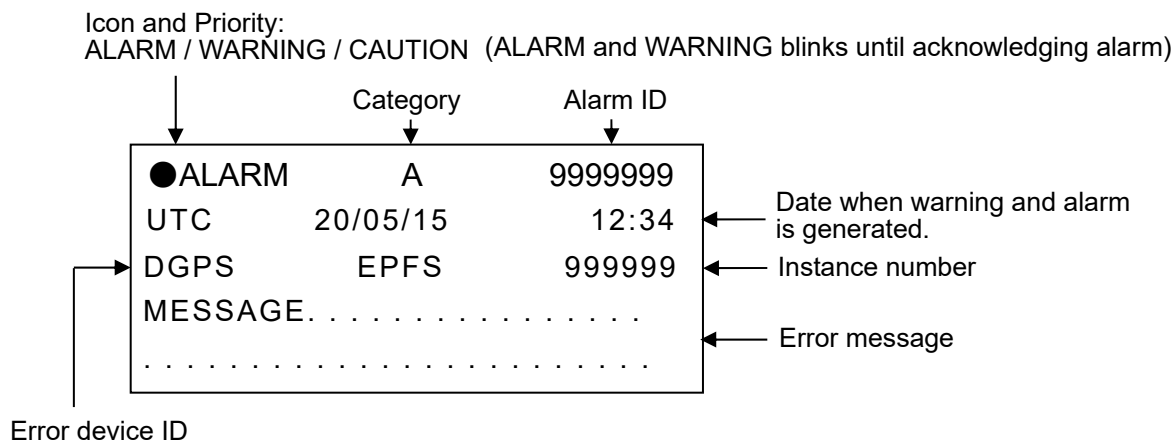 Icon and Priority:
ALARM / WARNING / CAUTION (ALARM and WARNING blinks until acknowledging alarm)
Category Alarm ID
●ALARM A 9999999
UTC 20/05/15 12:34
Date when warning and alarm
is generated.
DGPS EPFS 999999
Instance number
MESSAGE. . . . . . . . . . . . . . . . .
Error message
. . . . . . . . . . . . . . . . . . . . . . . . .
Error device ID